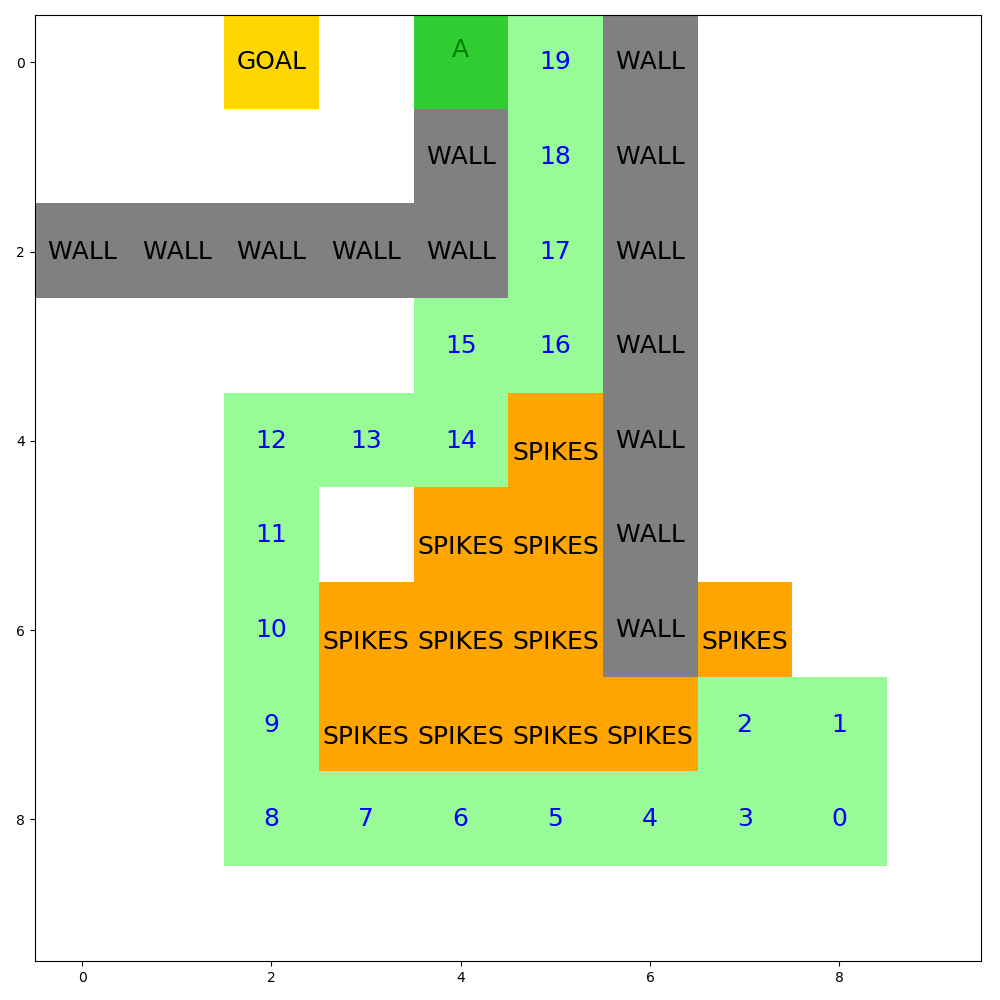 0 GOAL A 19 WALL
WALL 18 WALL
2 WALL WALL WALL WALL WALL 17 WALL
15 16 WALL
4 12 13 14 SPIKES WALL
11 SPIKES SPIKES WALL
6 10 SPIKES SPIKES SPIKES WALL SPIKES
9 SPIKES SPIKES SPIKES SPIKES 2 1
8 8 7 6 5 4 3 0
0 2 4 6 8